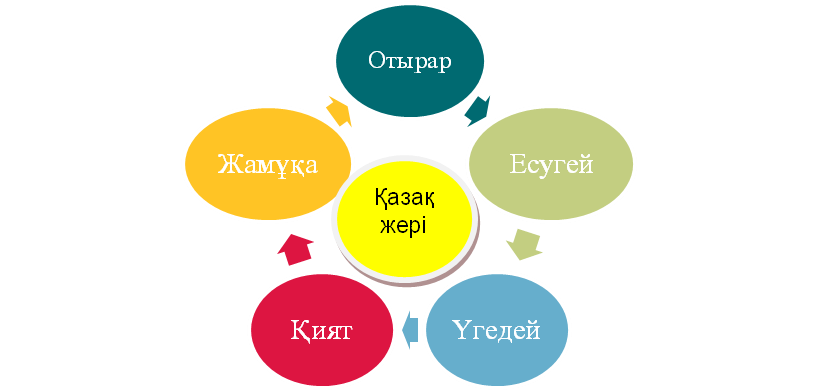 Отырар
Есугей
Үгедей
Қият
Жамұқа
Қазақ
жері